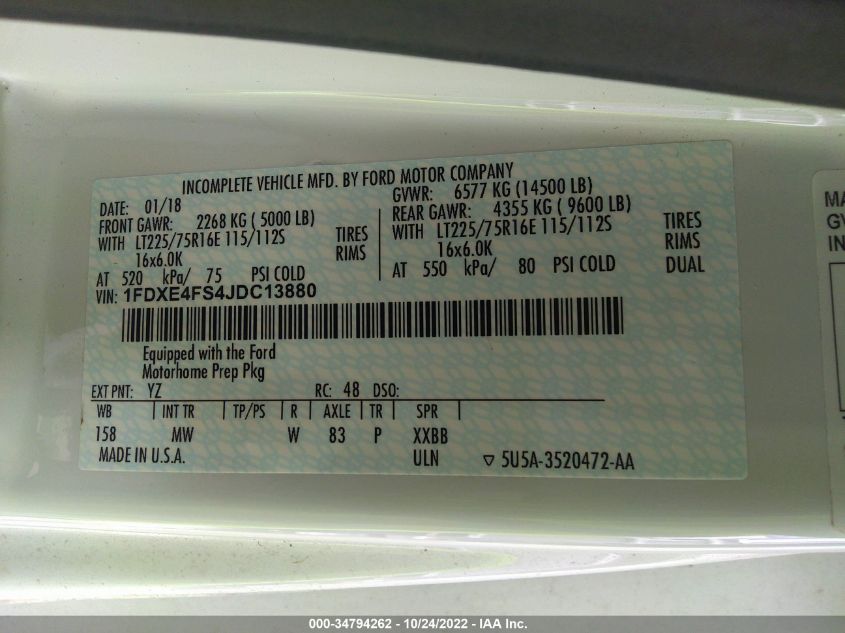 INCOMPLETE VEHICLE MFD. BY FORD MOTOR COMPANY
DATE: 01/18
FRONT GAWR: 2268 KG ( 5000 LB)
WITH LT225/75R16E 115/112S TIRES
16x6.0K RIMS
AT 520 kPa/ 75 PSI COLD
GVWR: 6577 KG (14500 LB)
REAR GAWR: 4355 KG ( 9600 LB)
WITH LT225/75R16E 115/112S TIRES
16x6.0K RIMS
AT 550 kPa/ 80 PSI COLD DUAL
VIN: 1FDXE4FS4JDC13880
Equipped with the Ford
Motorhome Prep Pkg
EXT PNT: YZ RC: 48 DSO:
WB INT TR TP/PS R AXLE TR SPR
158 MW W 83 P XXBB
MADE IN U.S.A. ULN ▽ 5U5A-3520472-AA
MA
GV
IN
000-34794262 - 10/24/2022 - IAA Inc.